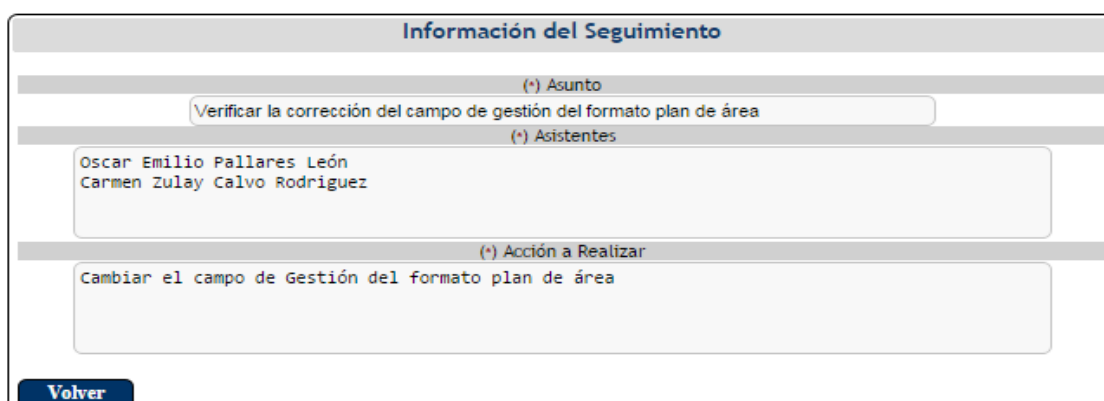 Información del Seguimiento
(*) Asunto
Verificar la corrección del campo de gestión del formato plan de área
(*) Asistentes
Oscar Emilio Pallares León
Carmen Zulay Calvo Rodriguez
(*) Acción a Realizar
Cambiar el campo de Gestión del formato plan de área
Volver